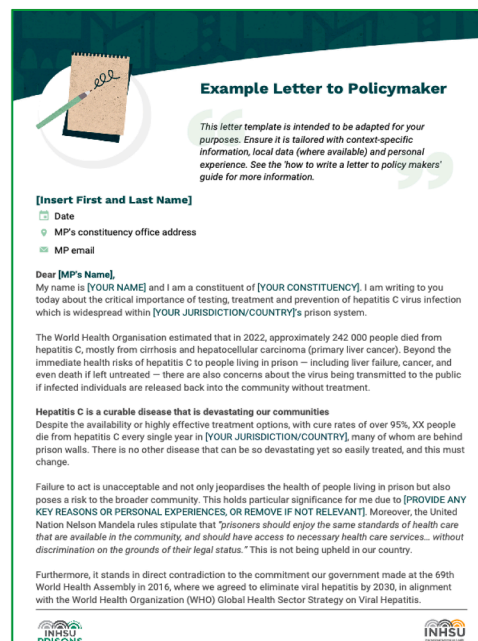 Example Letter to Policymaker
This letter template is intended to be adapted for your
purposes. Ensure it is tailored with context-specific
information, local data (where available) and personal
experience. See the 'how to write a letter to policy makers'
guide for more information.
[Insert First and Last Name]
Date
MP's constituency office address
MP email
Dear [MP's Name],
My name is [YOUR NAME] and I am a constituent of [YOUR CONSTITUENCY]. I am writing to you
today about the critical importance of testing, treatment and prevention of hepatitis C virus infection
which is widespread within [YOUR JURISDICTION/COUNTRY]'s prison system.
The World Health Organisation estimated that in 2022, approximately 242 000 people died from
hepatitis C, mostly from cirrhosis and hepatocellular carcinoma (primary liver cancer). Beyond the
immediate health risks of hepatitis C to people living in prison — including liver failure, cancer, and
even death if left untreated — there are also concerns about the virus being transmitted to the public
if infected individuals are released back into the community without treatment.
Hepatitis C is a curable disease that is devastating our communities
Despite the availability or highly effective treatment options, with cure rates of over 95%, XX people
die from hepatitis C every single year in [YOUR JURISDICTION/COUNTRY], many of whom are behind
prison walls. There is no other disease that can be so devastating yet so easily treated, and this must
change.
Failure to act is unacceptable and not only jeopardises the health of people living in prison but also
poses a risk to the broader community. This holds particular significance for me due to [PROVIDE ANY
KEY REASONS OR PERSONAL EXPERIENCES, OR REMOVE IF NOT RELEVANT]. Moreover, the United
Nation Nelson Mandela rules stipulate that "prisoners should enjoy the same standards of health care
that are available in the community, and should have access to necessary health care services... without
discrimination on the grounds of their legal status." This is not being upheld in our country.
Furthermore, it stands in direct contradiction to the commitment our government made at the 69th
World Health Assembly in 2016, where we agreed to eliminate viral hepatitis by 2030, in alignment
with the World Health Organization (WHO) Global Health Sector Strategy on Viral Hepatitis.
INHSU
PRISONS
INHSU